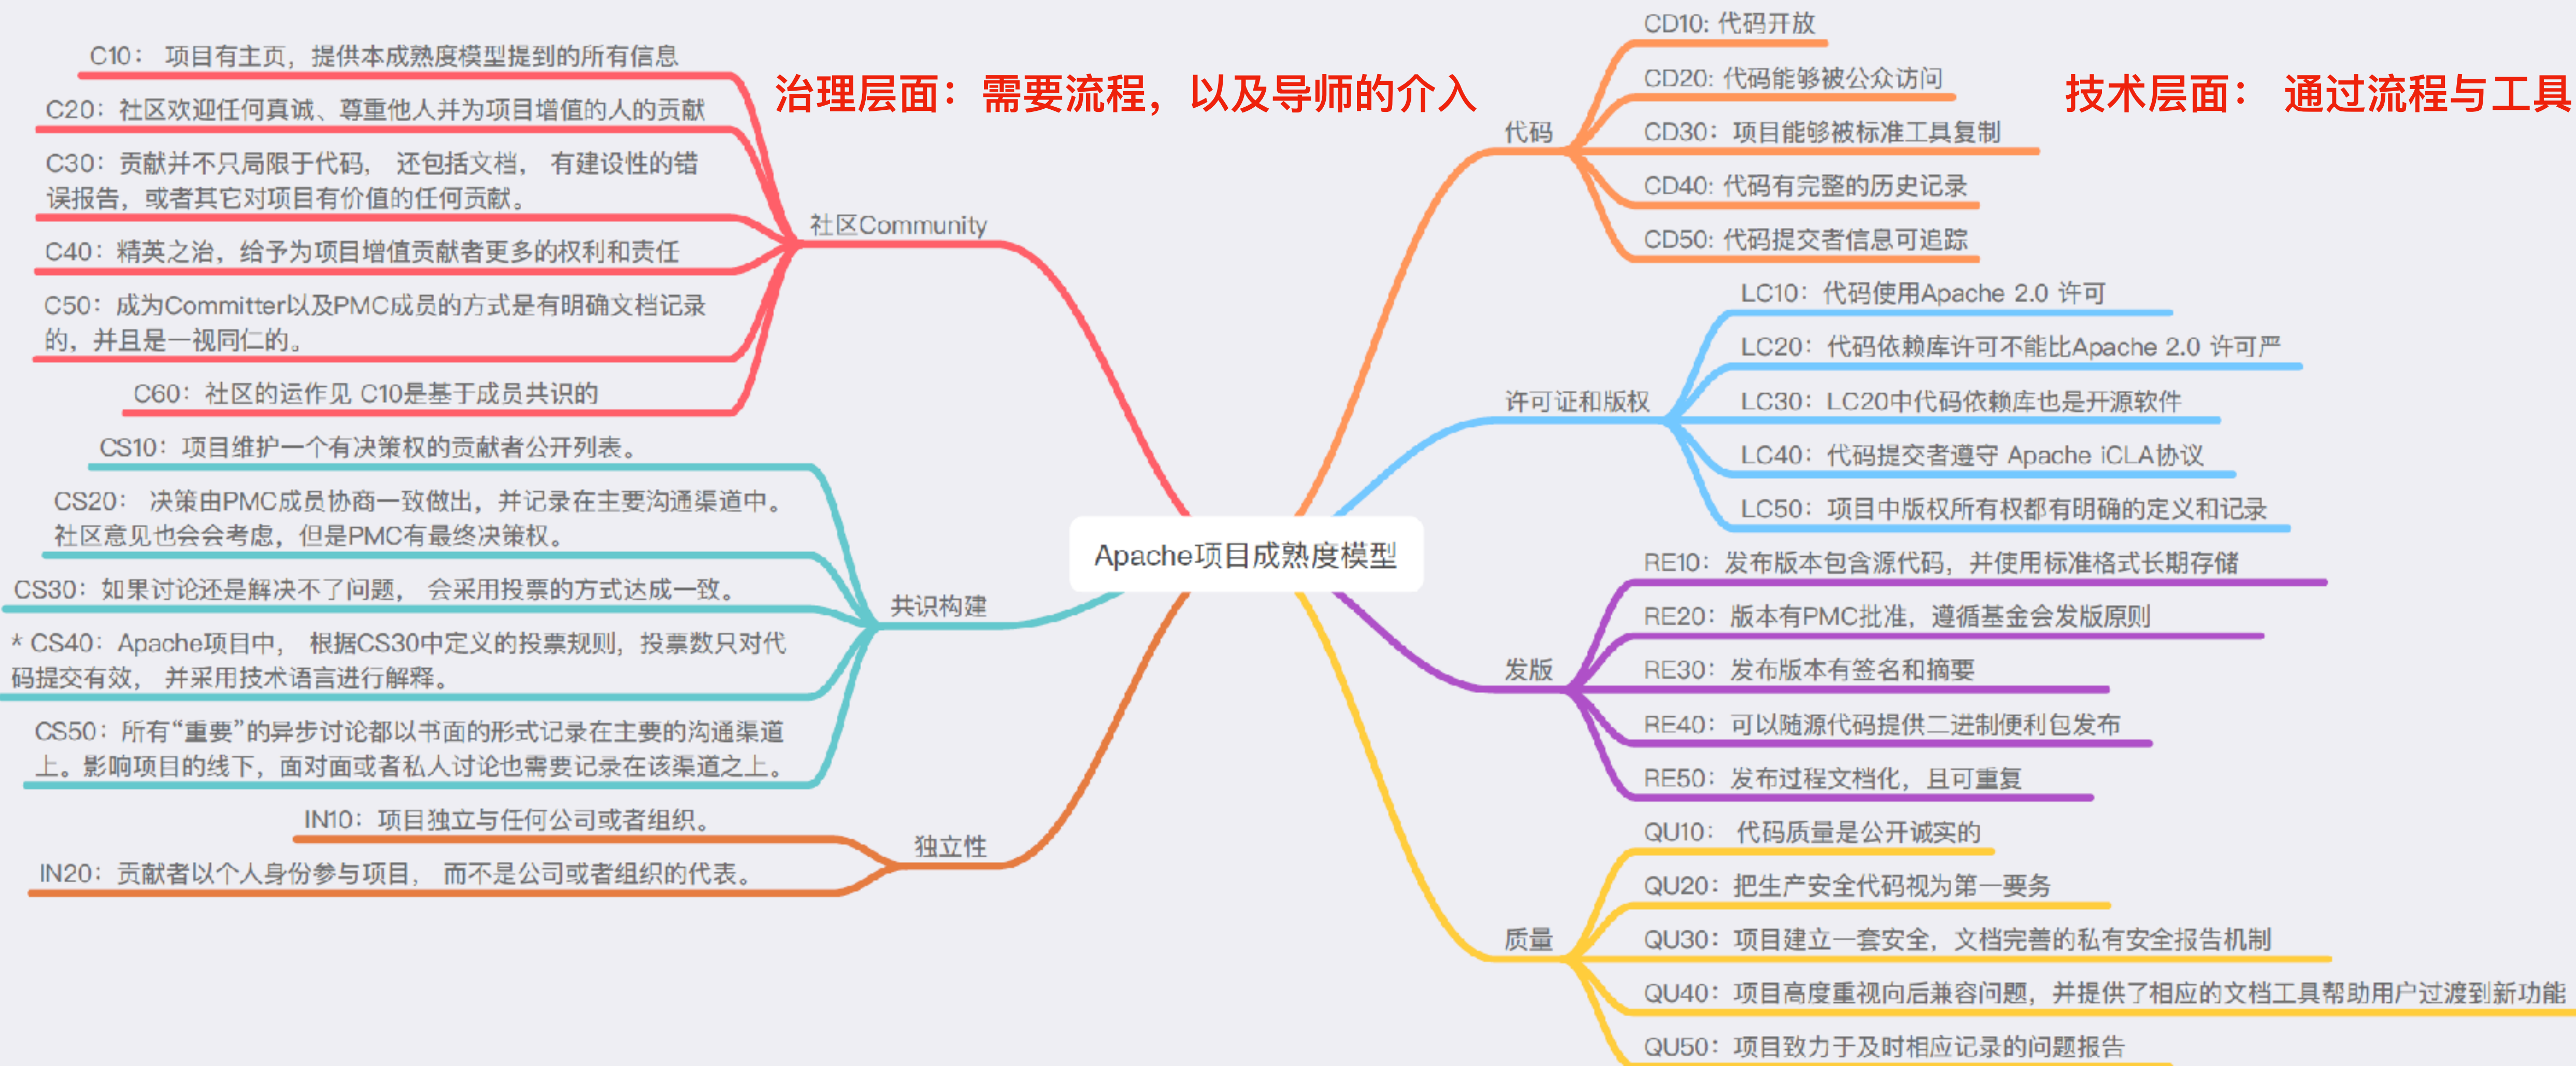 治理层面：需要流程，以及导师的介入
技术层面： 通过流程与工具
Apache项目成熟度模型
社区Community
C10： 项目有主页，提供本成熟度模型提到的所有信息
C20：社区欢迎任何真诚、尊重他人并为项目增值的人的贡献
C30：贡献并不只局限于代码， 还包括文档， 有建设性的错
误报告，或者其它对项目有价值的任何贡献。
C40：精英之治，给予为项目增值贡献者更多的权利和责任
C50：成为Committer以及PMC成员的方式是有明确文档记录
的，并且是一视同仁的。
C60：社区的运作见 C10是基于成员共识的
共识构建
CS10：项目维护一个有决策权的贡献者公开列表。
CS20： 决策由PMC成员协商一致做出，并记录在主要沟通渠道中。
社区意见也会会考虑，但是PMC有最终决策权。
CS30：如果讨论还是解决不了问题， 会采用投票的方式达成一致。
* CS40：Apache项目中， 根据CS30中定义的投票规则，投票数只对代
码提交有效， 并采用技术语言进行解释。
CS50：所有“重要”的异步讨论都以书面的形式记录在主要的沟通渠道
上。影响项目的线下，面对面或者私人讨论也需要记录在该渠道之上。
独立性
IN10：项目独立与任何公司或者组织。
IN20：贡献者以个人身份参与项目， 而不是公司或者组织的代表。
代码
CD10: 代码开放
CD20: 代码能够被公众访问
CD30：项目能够被标准工具复制
CD40: 代码有完整的历史记录
CD50: 代码提交者信息可追踪
许可证和版权
LC10：代码使用Apache 2.0 许可
LC20：代码依赖库许可不能比Apache 2.0 许可严
LC30：LC20中代码依赖库也是开源软件
LC40：代码提交者遵守 Apache iCLA协议
LC50：项目中版权所有权都有明确的定义和记录
发版
RE10：发布版本包含源代码，并使用标准格式长期存储
RE20：版本有PMC批准，遵循基金会发版原则
RE30：发布版本有签名和摘要
RE40：可以随源代码提供二进制便利包发布
RE50：发布过程文档化，且可重复
质量
QU10： 代码质量是公开诚实的
QU20：把生产安全代码视为第一要务
QU30：项目建立一套安全，文档完善的私有安全报告机制
QU40：项目高度重视向后兼容问题，并提供了相应的文档工具帮助用户过渡到新功能
QU50：项目致力于及时相应记录的问题报告